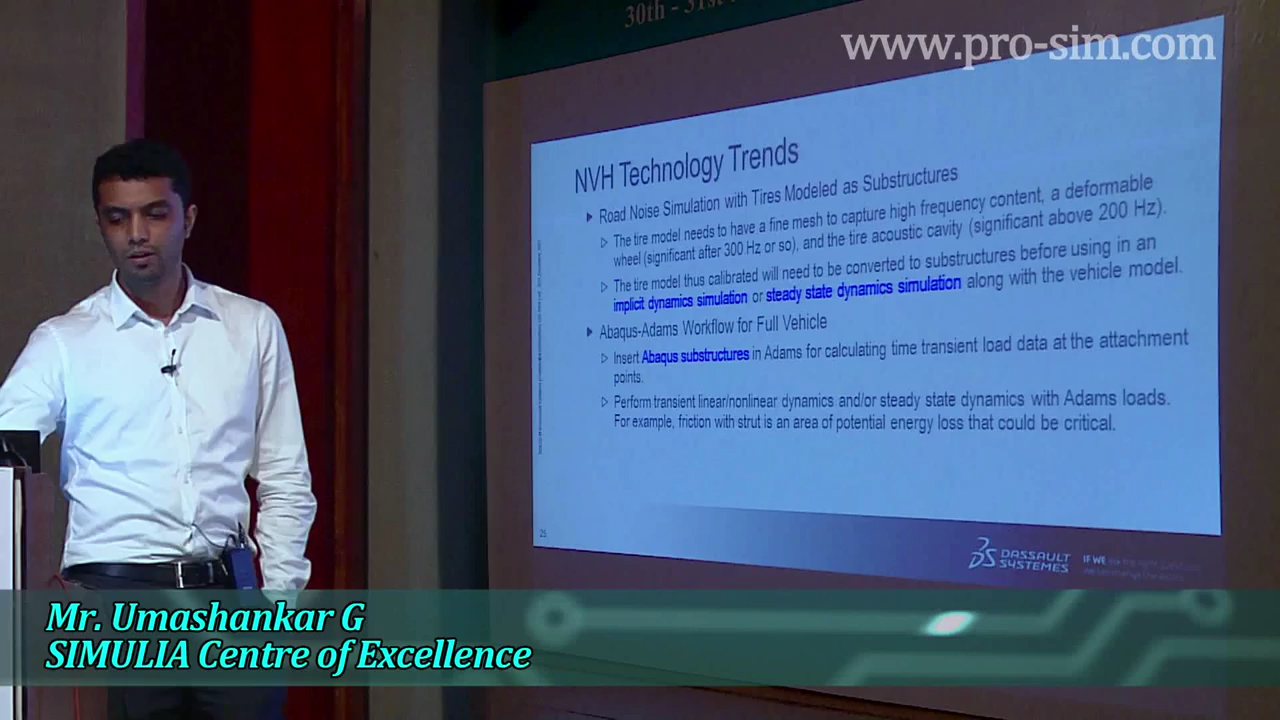 30th - 31st
www.pro-sim.com
NVH Technology Trends
Road Noise Simulation with Tires Modeled as Substructures
The tire model needs to have a fine mesh to capture high frequency content, a deformable
wheel (significant after 300 Hz or so), and the tire acoustic cavity (significant above 200 Hz).
The tire model thus calibrated will need to be converted to substructures before using in an
implicit dynamics simulation or steady state dynamics simulation along with the vehicle model.
Abaqus-Adams Workflow for Full Vehicle
Insert Abaqus substructures in Adams for calculating time transient load data at the attachment
points.
Perform transient linear/nonlinear dynamics and/or steady state dynamics with Adams loads.
For example, friction with strut is an area of potential energy loss that could be critical.
DASSAULT
SYSTEMES
IF WE
Mr. Umashankar G
SIMULIA Centre of Excellence